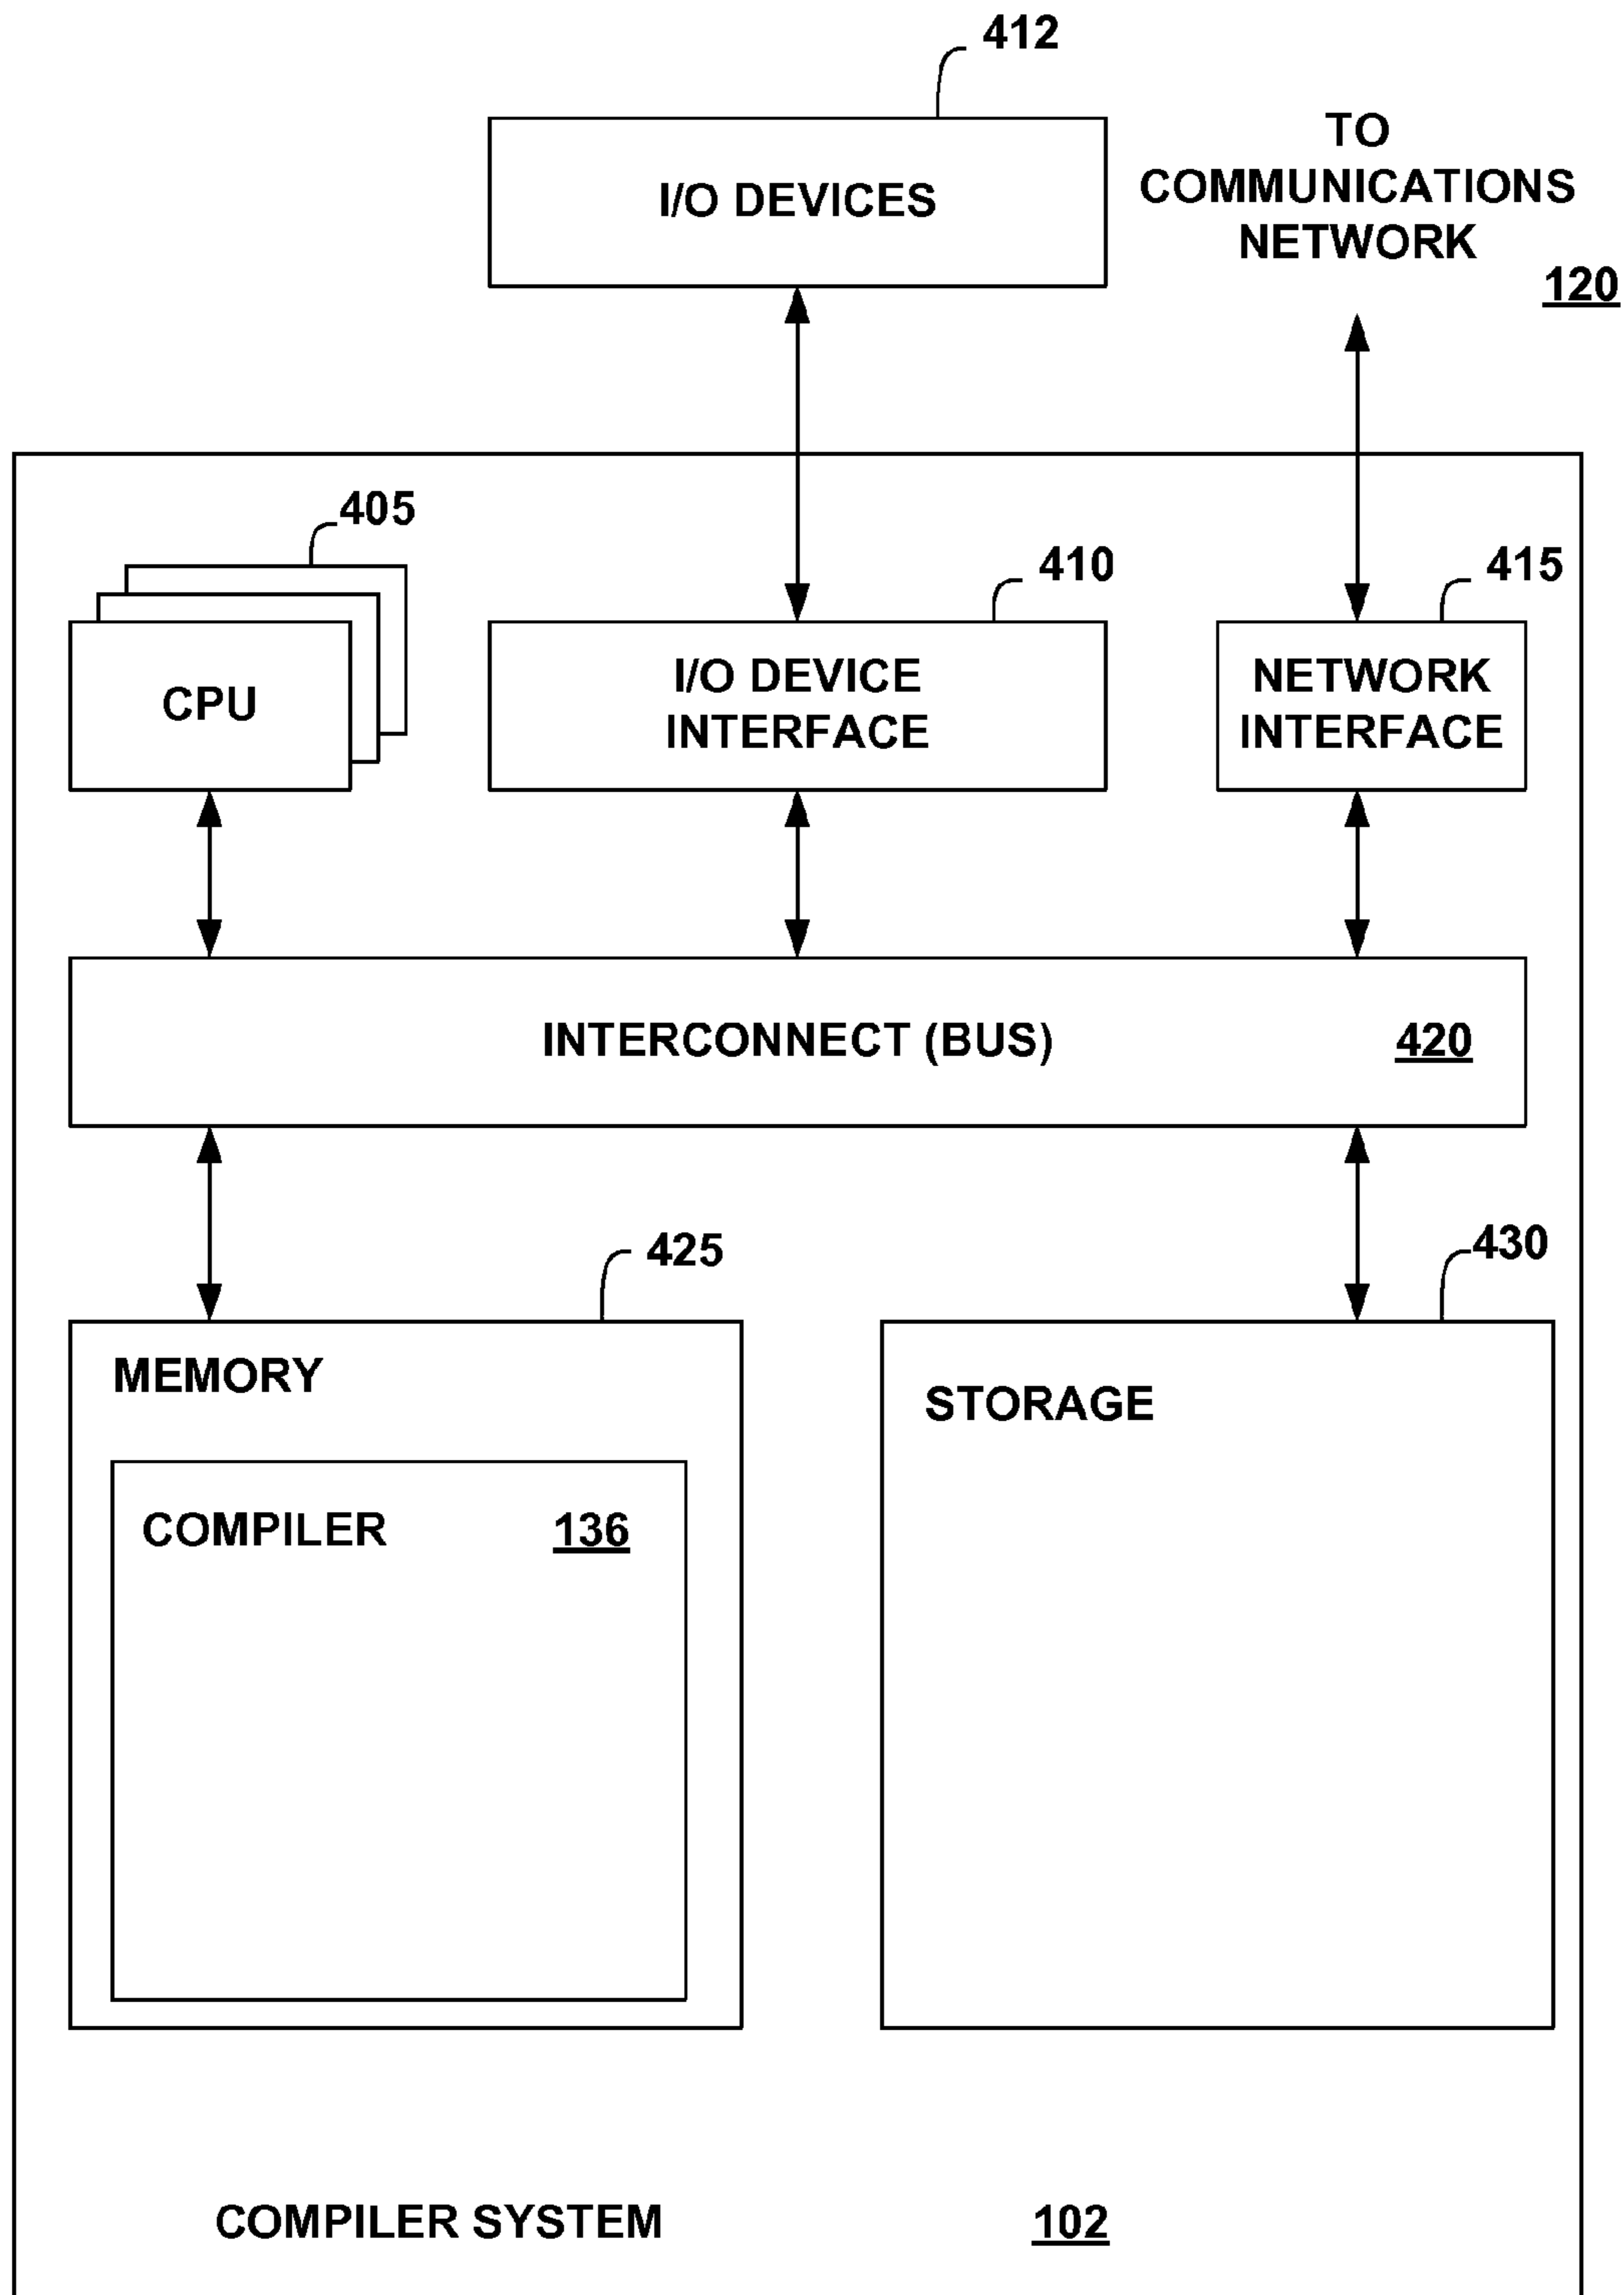 412
I/O DEVICES
TO
COMMUNICATIONS
NETWORK
120
405
410
415
CPU
I/O DEVICE
INTERFACE
NETWORK
INTERFACE
INTERCONNECT (BUS) 420
425
430
MEMORY
STORAGE
COMPILER 136
COMPILER SYSTEM 102